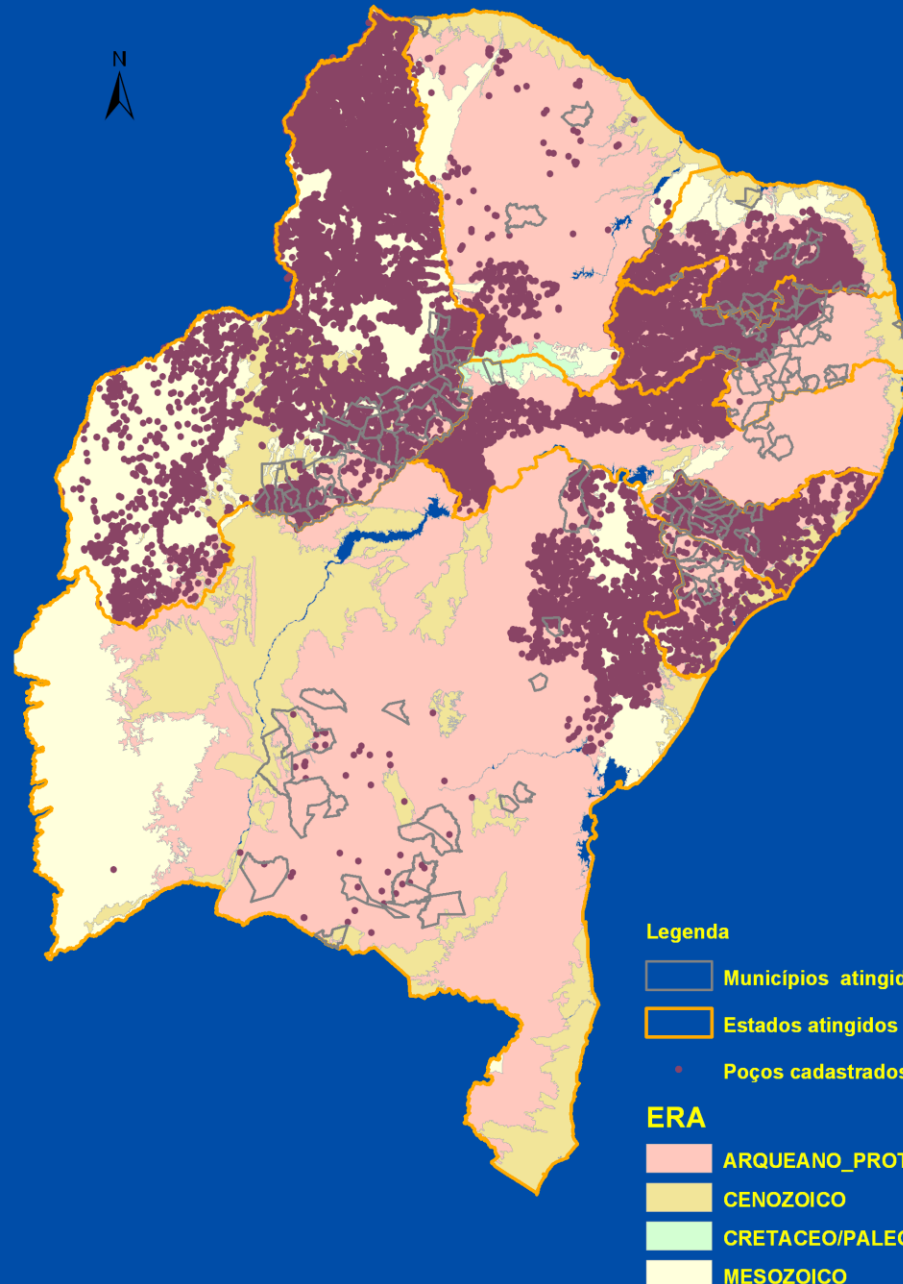 N
Legenda
Municípios atingid
Estados atingidos
Poços cadastrados
ERA
ARQUEANO_PROT
CENOZOICO
CRETACEO/PALEO
MESOZOICO